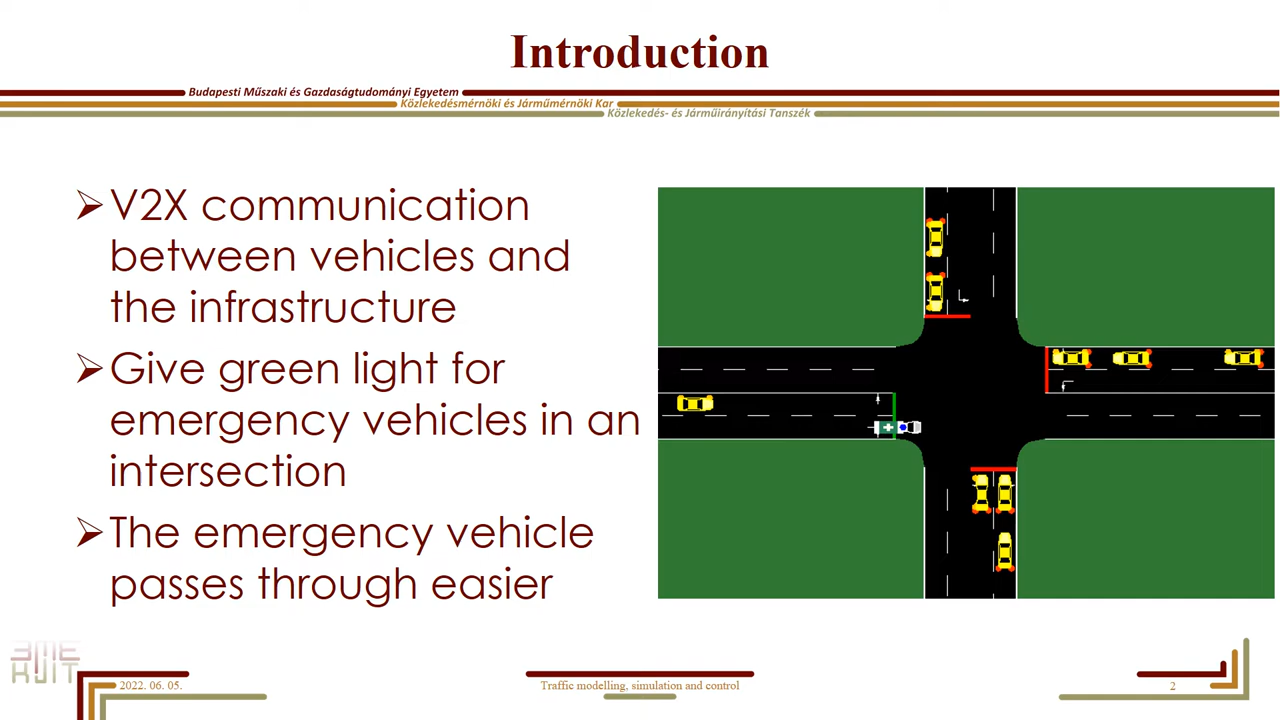 Introduction
Budapesti Műszaki és Gazdaságtudományi Egyetem
Közlekedésmérnöki és Járműmérnöki Kar
Közlekedés- és Járműirányítási Tanszék
V2X communication
between vehicles and
the infrastructure
Give green light for
emergency vehicles in an
intersection
The emergency vehicle
passes through easier
BME
KJIT
2022. 06. 05.
Traffic modelling, simulation and control
2